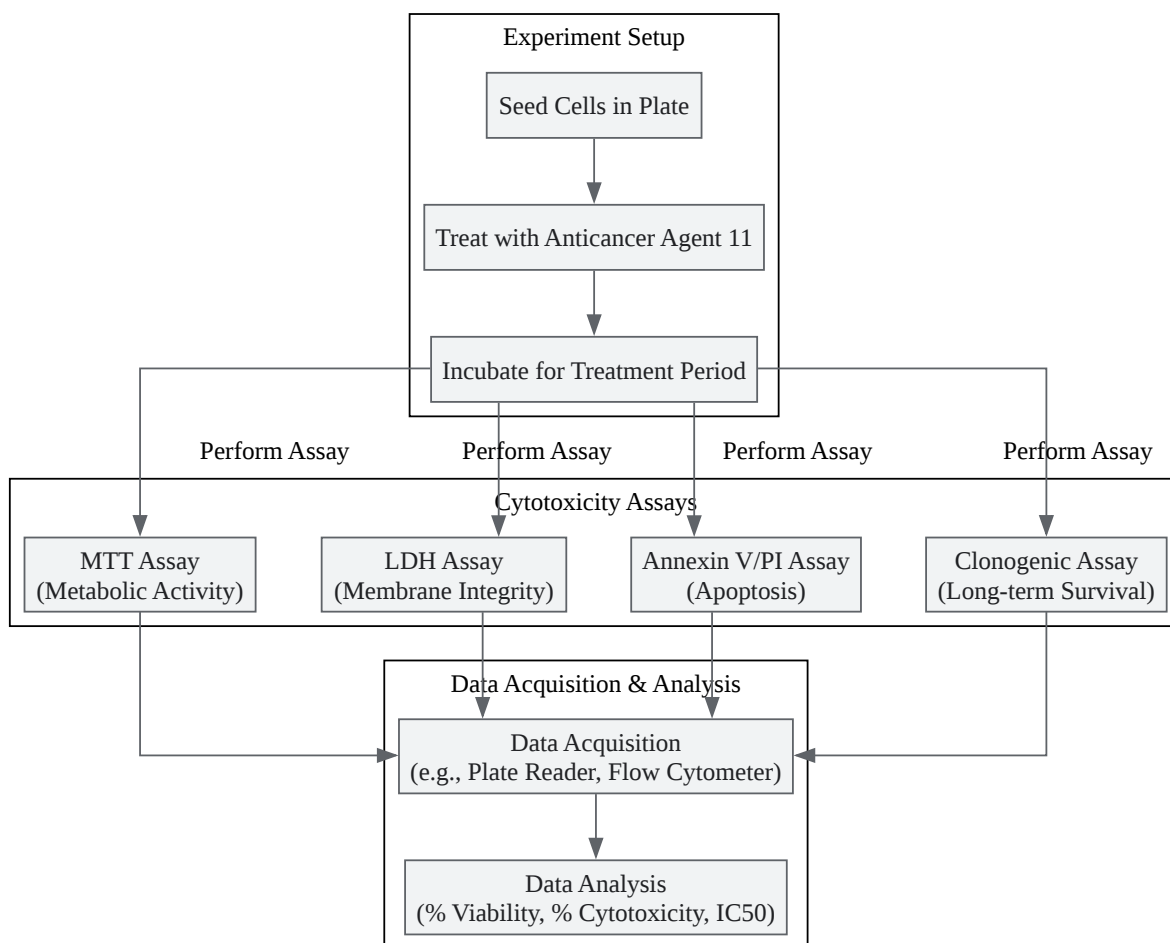 Experiment Setup
Seed Cells in Plate
Treat with Anticancer Agent 11
Incubate for Treatment Period
Perform Assay
Perform Assay
Perform Assay
Perform Assay
Cytotoxicity Assays
MTT Assay
(Metabolic Activity)
LDH Assay
(Membrane Integrity)
Annexin V/PI Assay
(Apoptosis)
Clonogenic Assay
(Long-term Survival)
Data Acquisition & Analysis
Data Acquisition
(e.g., Plate Reader, Flow Cytometer)
Data Analysis
(% Viability, % Cytotoxicity, IC50)